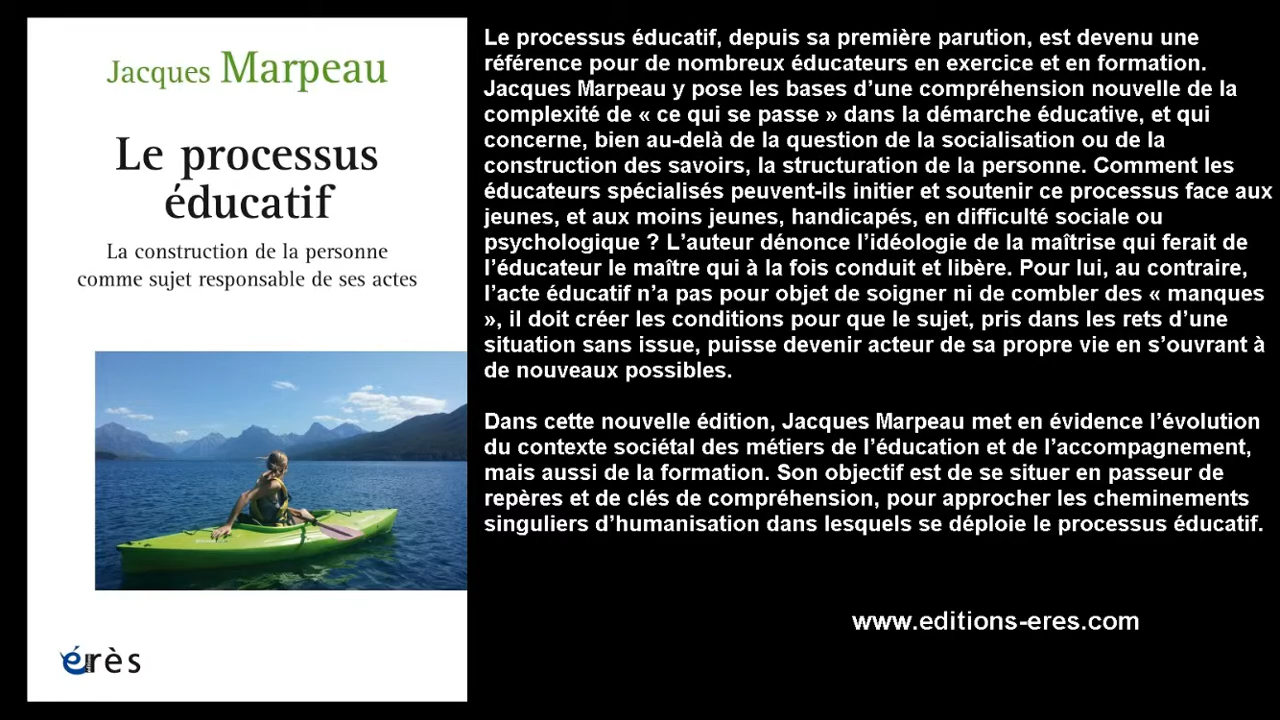 Jacques Marpeau
Le processus
éducatif
La construction de la personne
comme sujet responsable de ses actes
érès
Le processus éducatif, depuis sa première parution, est devenu une
référence pour de nombreux éducateurs en exercice et en formation.
Jacques Marpeau y pose les bases d’une compréhension nouvelle de la
complexité de « ce qui se passe » dans la démarche éducative, et qui
concerne, bien au-delà de la question de la socialisation ou de la
construction des savoirs, la structuration de la personne. Comment les
éducateurs spécialisés peuvent-ils initier et soutenir ce processus face aux
jeunes, et aux moins jeunes, handicapés, en difficulté sociale ou
psychologique ? L’auteur dénonce l’idéologie de la maîtrise qui ferait de
l’éducateur le maître qui à la fois conduit et libère. Pour lui, au contraire,
l’acte éducatif n’a pas pour objet de soigner ni de combler des « manques
», il doit créer les conditions pour que le sujet, pris dans les rets d’une
situation sans issue, puisse devenir acteur de sa propre vie en s’ouvrant à
de nouveaux possibles.
Dans cette nouvelle édition, Jacques Marpeau met en évidence l’évolution
du contexte sociétal des métiers de l’éducation et de l’accompagnement,
mais aussi de la formation. Son objectif est de se situer en passeur de
repères et de clés de compréhension, pour approcher les cheminements
singuliers d’humanisation dans lesquels se déploie le processus éducatif.
www.editions-eres.com